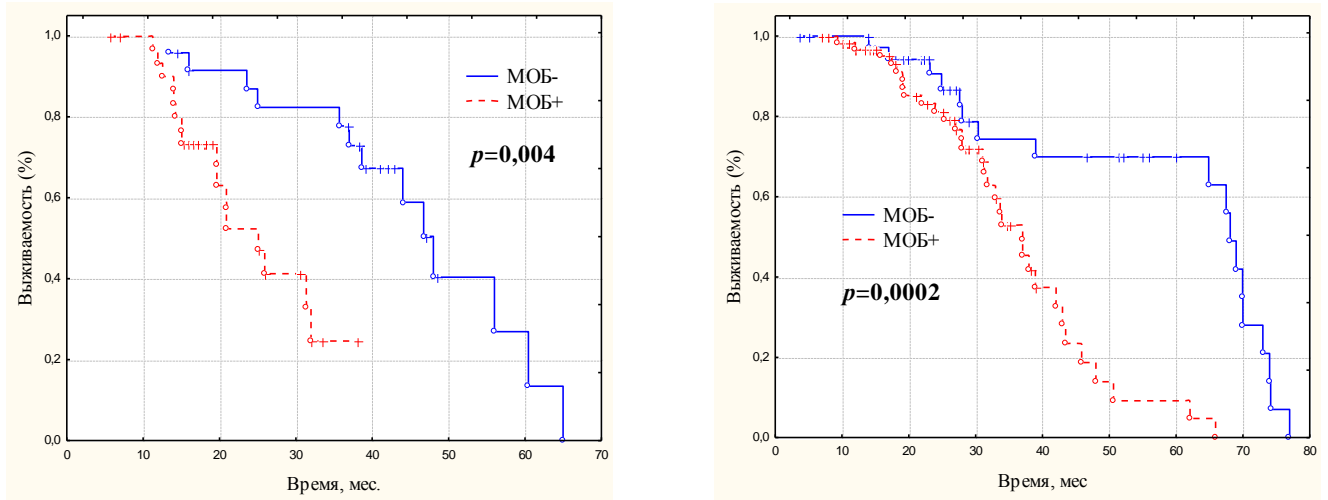 Выживаемость (%)
1,0
0,8
0,6
0,4
0,2
0,0
МОБ-
МОБ+
p=0,004
0 10 20 30 40 50 60 70
Время, мес.
Выживаемость (%)
1,0
0,8
0,6
0,4
0,2
0,0
МОБ-
МОБ+
p=0,0002
0 10 20 30 40 50 60 70 80
Время, мес